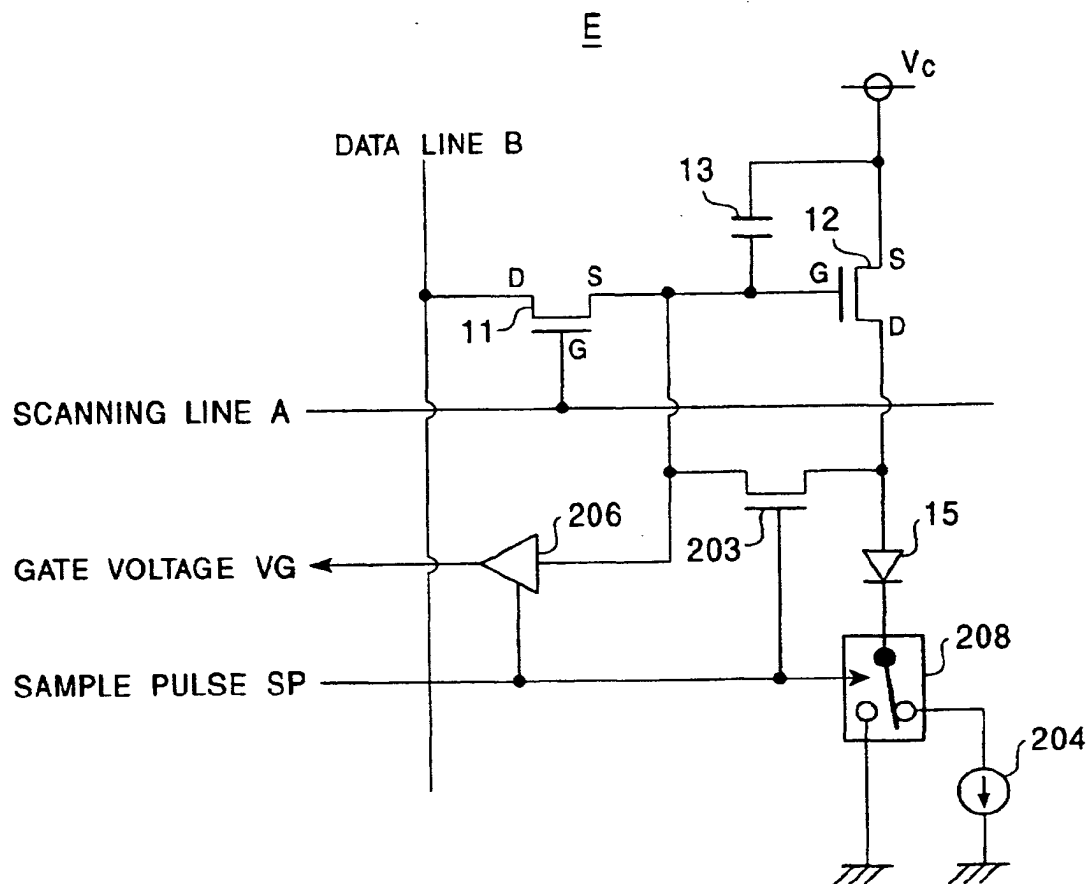 E
Vc
DATA LINE B
13
12
D
S
G
S
11
G
D
SCANNING LINE A
206
203
15
GATE VOLTAGE VG
208
SAMPLE PULSE SP
204